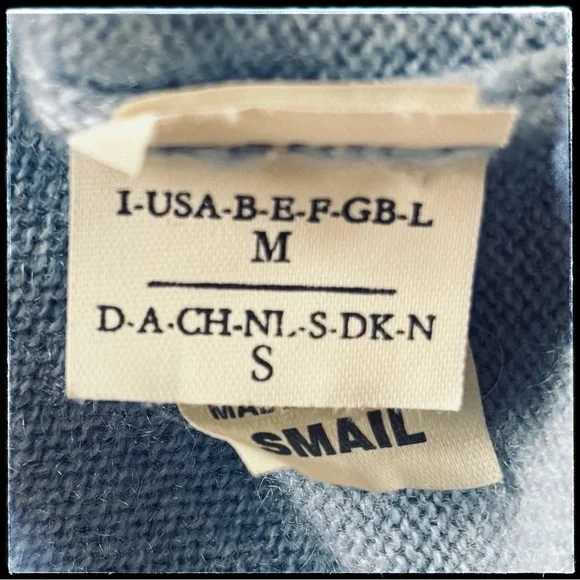 I-USA-B-E-F-GB-L
M
D-A-CH-NL-S-DK-N
S
SMAIL